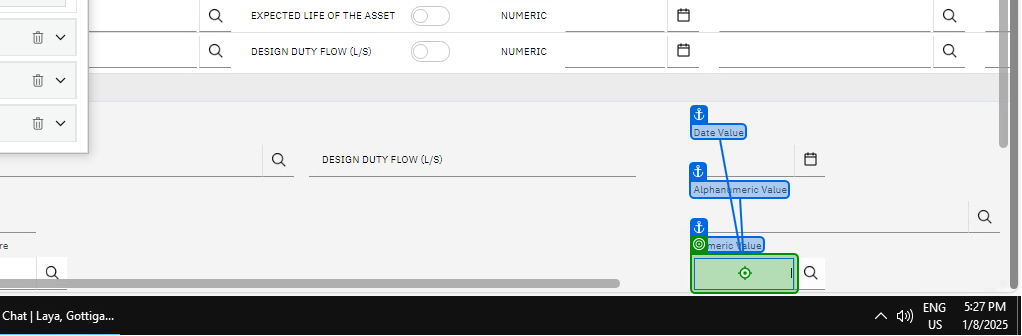 EXPECTED LIFE OF THE ASSET NUMERIC
DESIGN DUTY FLOW (L/S) NUMERIC
Date Value
DESIGN DUTY FLOW (L/S)
Alphanumeric Value
re
meric Value
Chat | Laya, Gottiga...
ENG 5:27 PM
US 1/8/2025